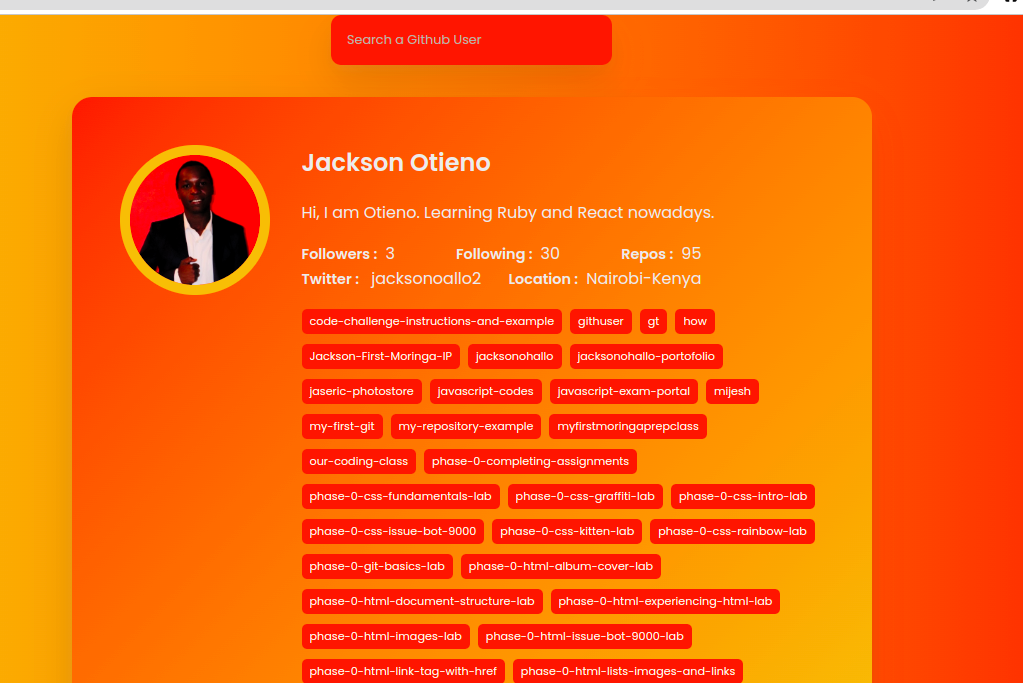 Search a Github User
Jackson Otieno
Hi, I am Otieno. Learning Ruby and React nowadays.
Followers : 3 Following : 30 Repos : 95
Twitter : jacksonoallo2 Location : Nairobi-Kenya
code-challenge-instructions-and-example githuser gt how
Jackson-First-Moringa-IP jacksonohallo jacksonohallo-portofolio
jaseric-photostore javascript-codes javascript-exam-portal mijesh
my-first-git my-repository-example myfirstmoringaprepclass
our-coding-class phase-0-completing-assignments
phase-0-css-fundamentals-lab phase-0-css-graffiti-lab phase-0-css-intro-lab
phase-0-css-issue-bot-9000 phase-0-css-kitten-lab phase-0-css-rainbow-lab
phase-0-git-basics-lab phase-0-html-album-cover-lab
phase-0-html-document-structure-lab phase-0-html-experiencing-html-lab
phase-0-html-images-lab phase-0-html-issue-bot-9000-lab
phase-0-html-link-tag-with-href phase-0-html-lists-images-and-links